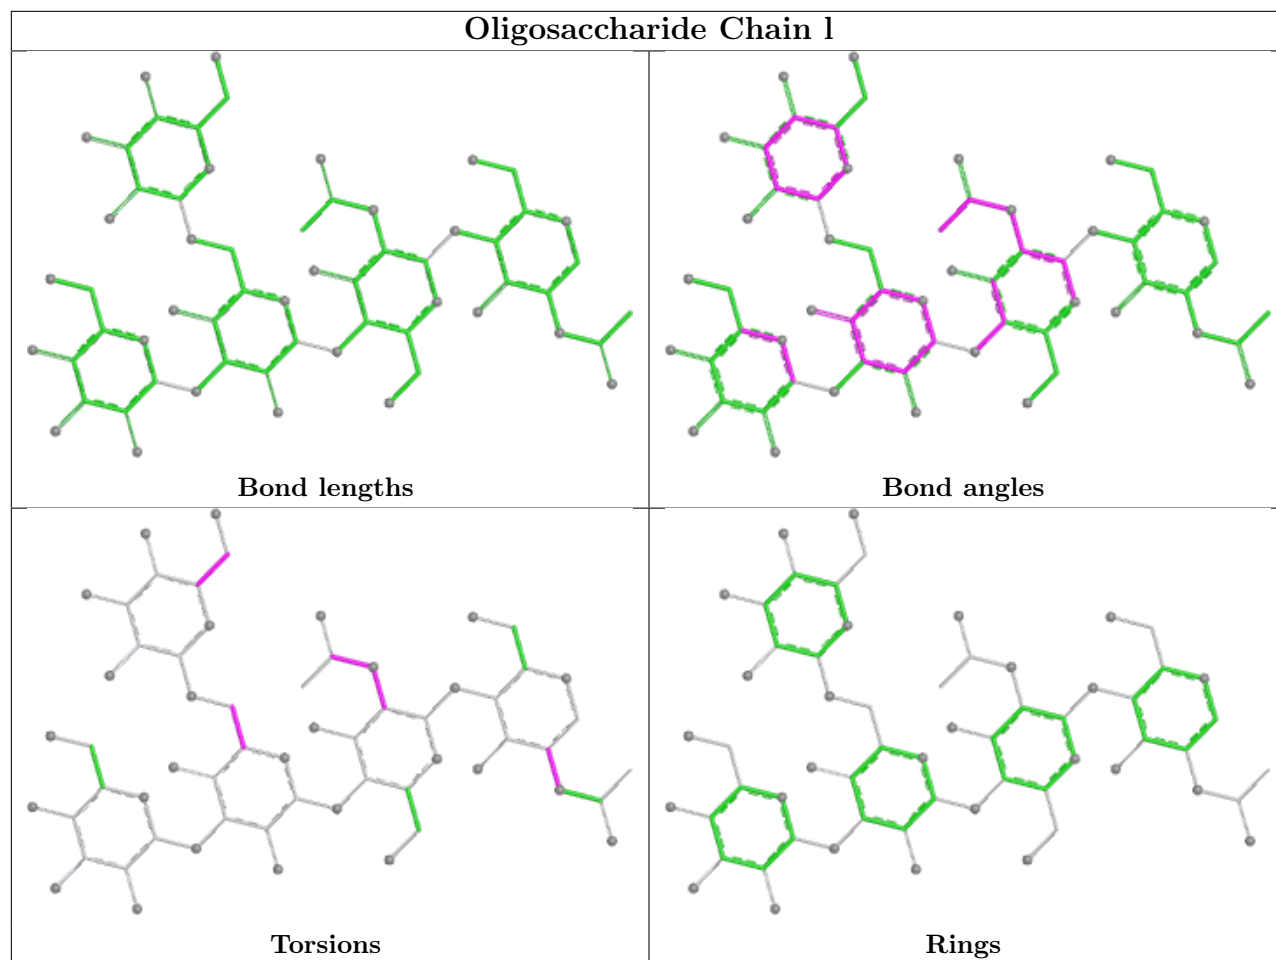 Oligosaccharide Chain l
Bond lengths
Bond angles
Torsions
Rings